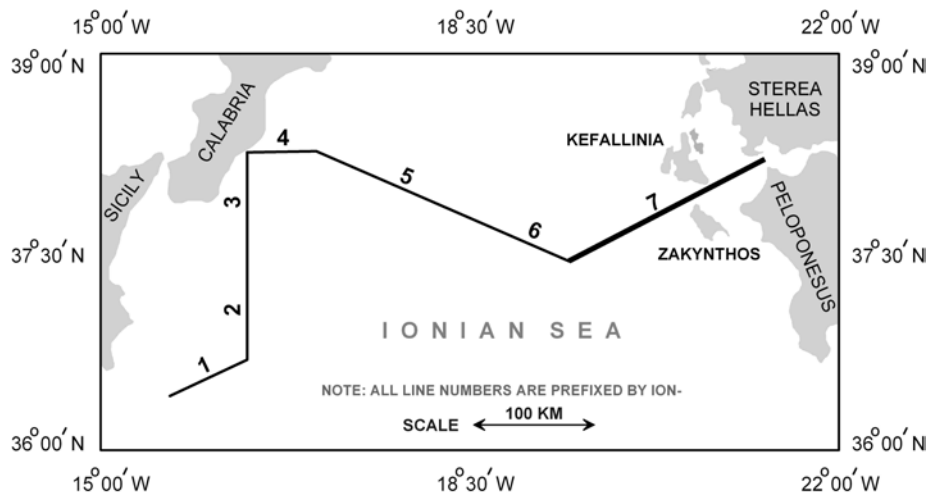 15°00′W 18°30′W 22°00′W
39°00′N 39°00′N
STEREA
HELLAS
CALABRIA
4
KEFALLINIA
5
7
SICILY
3
PELOPONESUS
6
37°30′N ZAKYNTHOS 37°30′N
2
IONIAN SEA
1
NOTE: ALL LINE NUMBERS ARE PREFIXED BY ION-
SCALE 100 KM
36°00′N 36°00′N
15°00′W 18°30′W 22°00′W